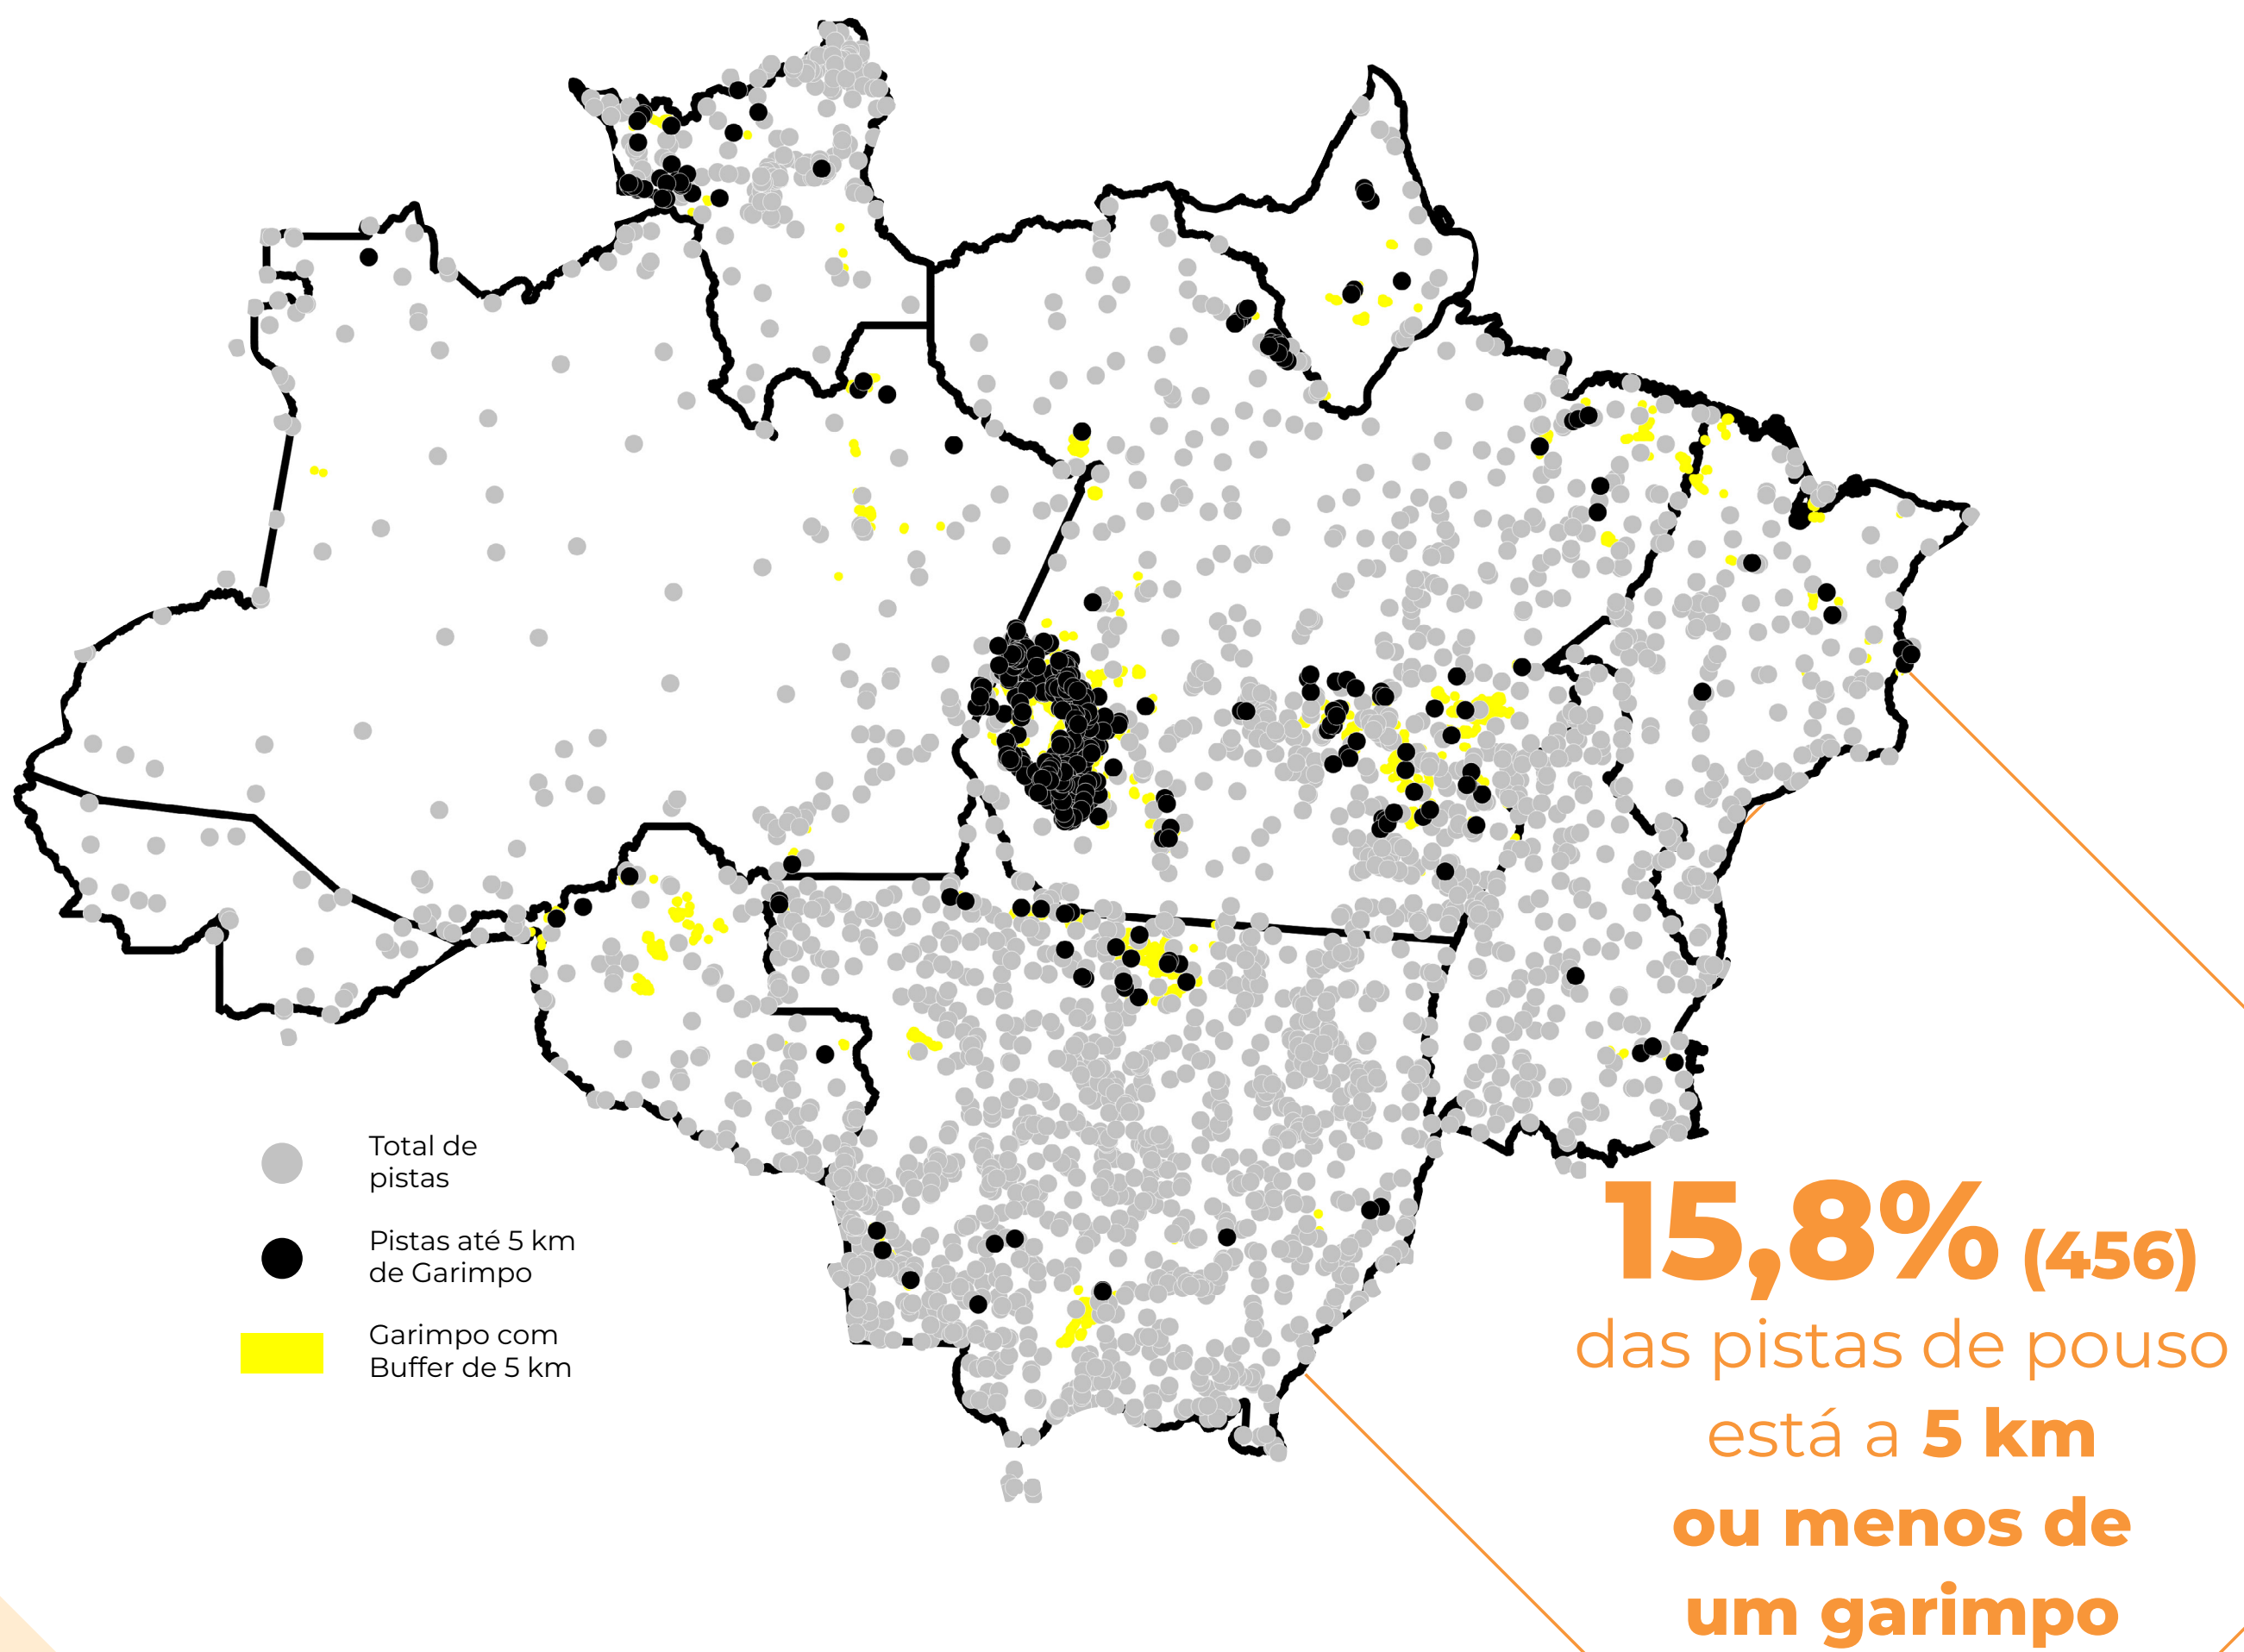 Total de
pistas
Pistas até 5 km
de Garimpo
Garimpo com
Buffer de 5 km
15,8% (456)
das pistas de pouso
está a 5 km
ou menos de
um garimpo